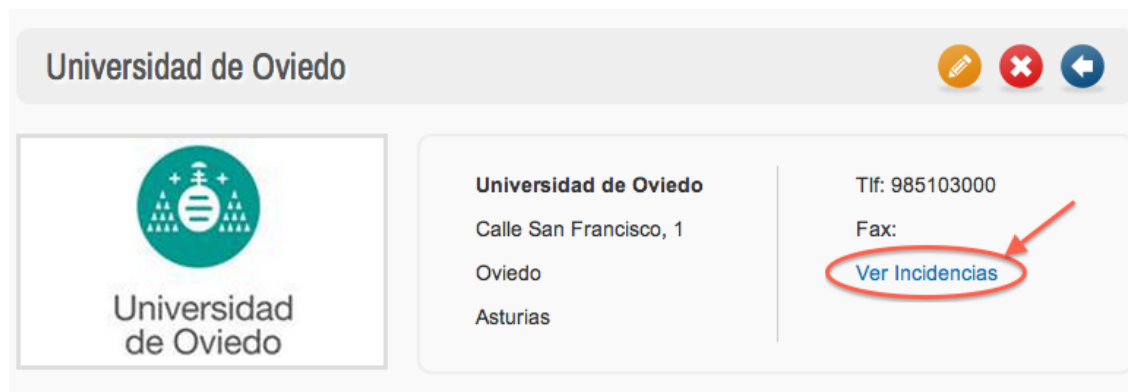 Universidad de Oviedo
Universidad
de Oviedo
Universidad de Oviedo
Calle San Francisco, 1
Oviedo
Asturias
Tlf: 985103000
Fax:
Ver Incidencias